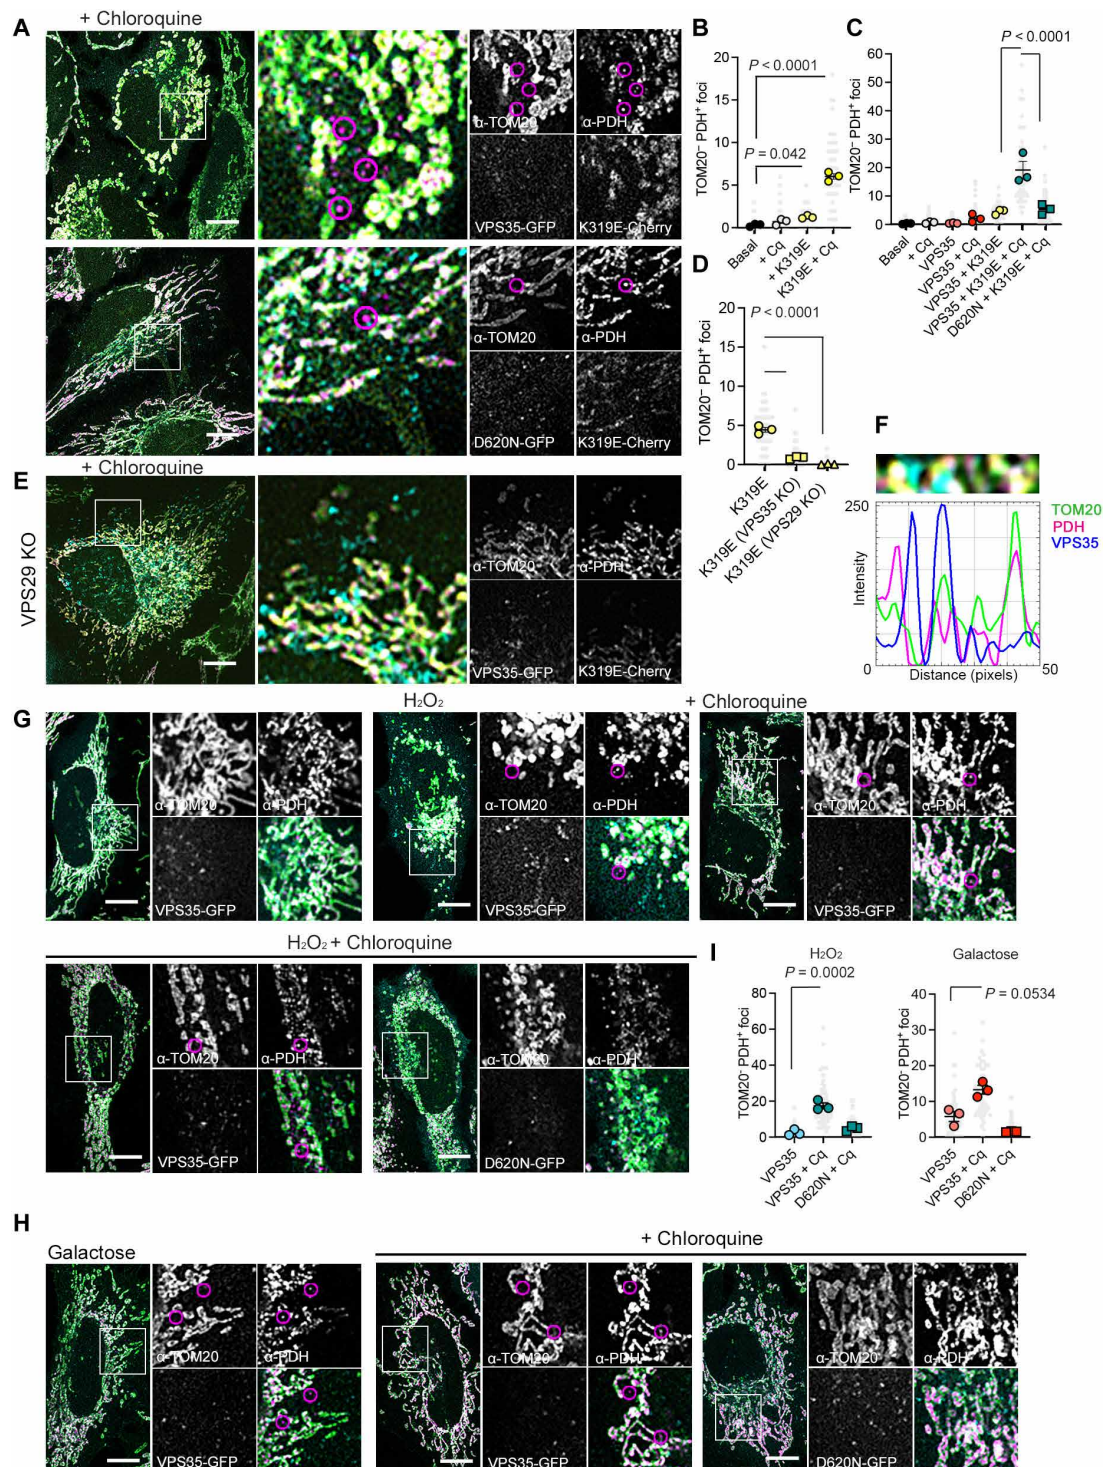 A
+ Chloroquine
α-TOM20
α-PDH
VPS35-GFP
K319E-Cherry
α-TOM20
α-PDH
D620N-GFP
K319E-Cherry
B
TOM20⁻ PDH⁺ foci
20
15
10
5
0
P < 0.0001
P = 0.042
Basal
+ Cq
+ K319E
K319E + Cq
C
TOM20⁻ PDH⁺ foci
60
50
40
30
20
10
0
P < 0.0001
Basal
+ Cq
VPS35
VPS35 + Cq
VPS35 + K319E
VPS35 + K319E + Cq
D620N + K319E + Cq
D
TOM20⁻ PDH⁺ foci
20
15
10
5
0
P < 0.0001
K319E
K319E (VPS35 KO)
K319E (VPS29 KO)
E
+ Chloroquine
VPS29 KO
α-TOM20
α-PDH
VPS35-GFP
K319E-Cherry
F
250
0
Intensity
Distance (pixels)
50
TOM20
PDH
VPS35
G
α-TOM20
α-PDH
VPS35-GFP
H₂O₂
α-TOM20
α-PDH
VPS35-GFP
+ Chloroquine
α-TOM20
α-PDH
VPS35-GFP
H₂O₂ + Chloroquine
α-TOM20
α-PDH
VPS35-GFP
α-TOM20
α-PDH
D620N-GFP
I
H₂O₂
P = 0.0002
TOM20⁻ PDH⁺ foci
80
60
40
20
0
VPS35
VPS35 + Cq
D620N + Cq
Galactose
P = 0.0534
TOM20⁻ PDH⁺ foci
40
30
20
10
0
VPS35
VPS35 + Cq
D620N + Cq
H
Galactose
α-TOM20
α-PDH
VPS35-GFP
+ Chloroquine
α-TOM20
α-PDH
VPS35-GFP
α-TOM20
α-PDH
D620N-GFP